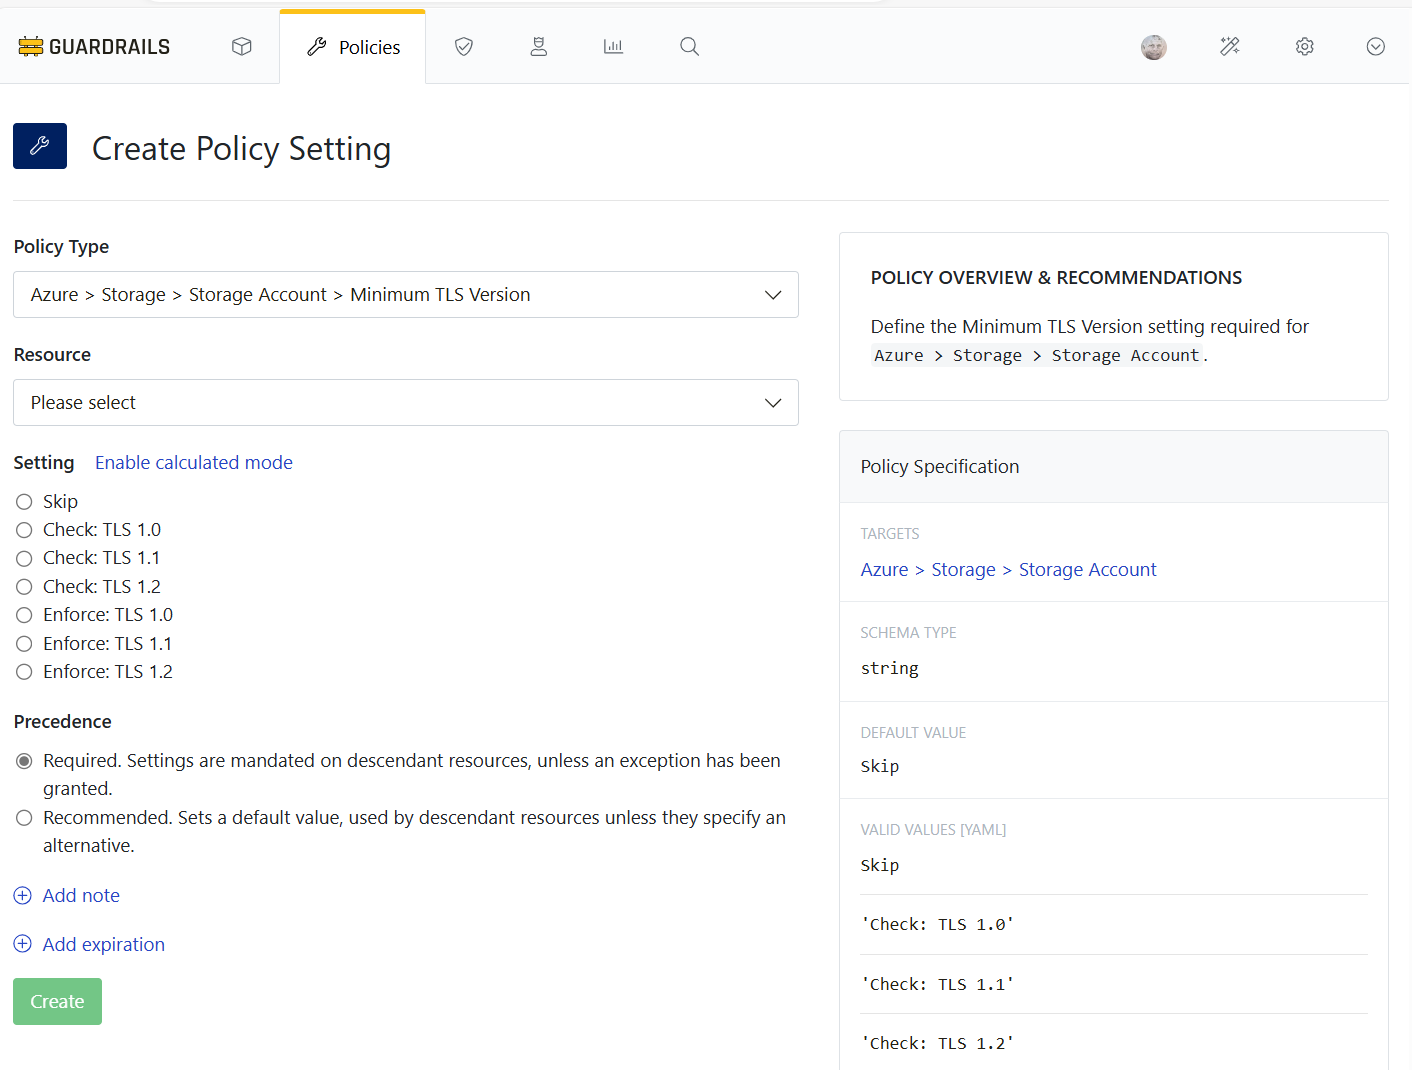 GUARDRAILS
Policies
Create Policy Setting
Policy Type
Azure > Storage > Storage Account > Minimum TLS Version
Resource
Please select
Setting Enable calculated mode
Skip
Check: TLS 1.0
Check: TLS 1.1
Check: TLS 1.2
Enforce: TLS 1.0
Enforce: TLS 1.1
Enforce: TLS 1.2
Precedence
Required. Settings are mandated on descendant resources, unless an exception has been
granted.
Recommended. Sets a default value, used by descendant resources unless they specify an
alternative.
Add note
Add expiration
Create
POLICY OVERVIEW & RECOMMENDATIONS
Define the Minimum TLS Version setting required for
Azure > Storage > Storage Account.
Policy Specification
TARGETS
Azure > Storage > Storage Account
SCHEMA TYPE
string
DEFAULT VALUE
Skip
VALID VALUES [YAML]
Skip
'Check: TLS 1.0'
'Check: TLS 1.1'
'Check: TLS 1.2'